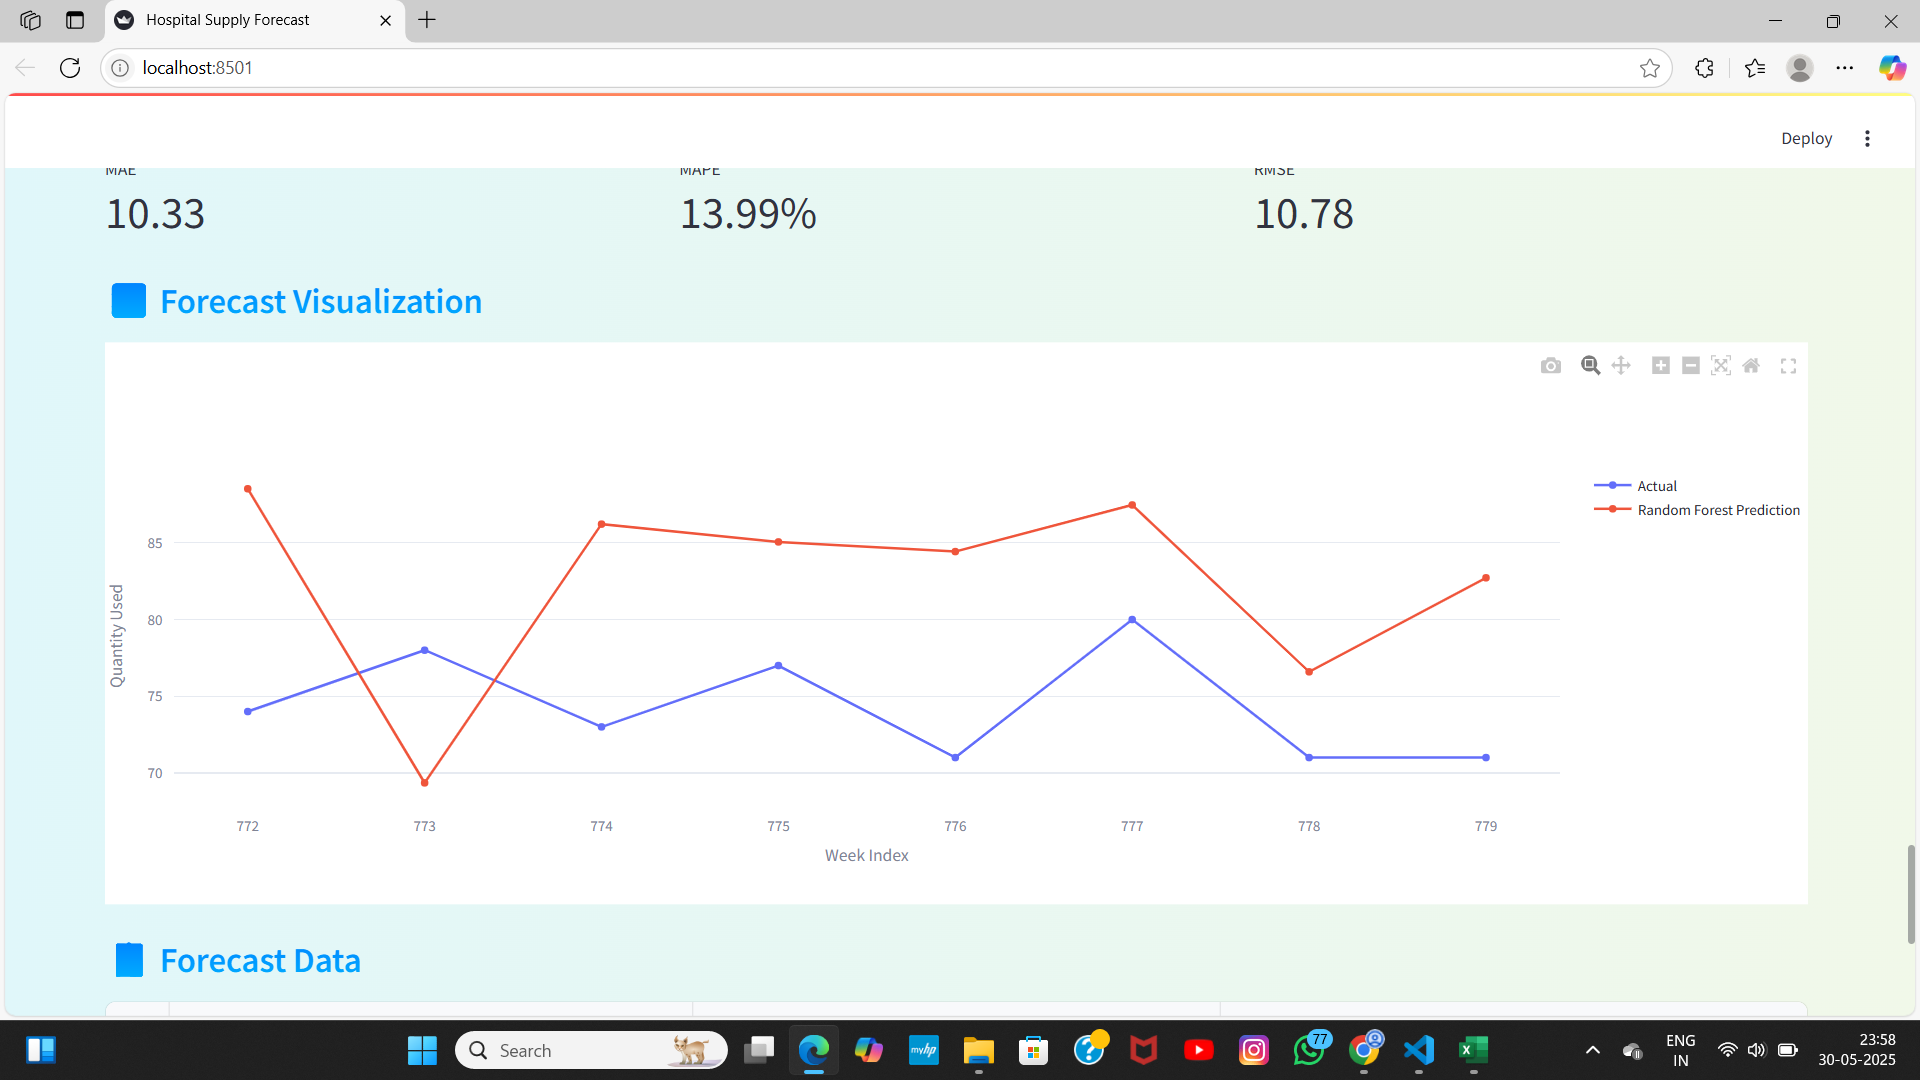 Hospital Supply Forecast
localhost:8501
Deploy
MAE
MAPE
RMSE
10.33
13.99%
10.78
Forecast Visualization
Actual
Random Forest Prediction
85
80
75
70
Quantity Used
772
773
774
775
776
777
778
779
Week Index
Forecast Data
Search
myhp
77
ENG
IN
23:58
30-05-2025